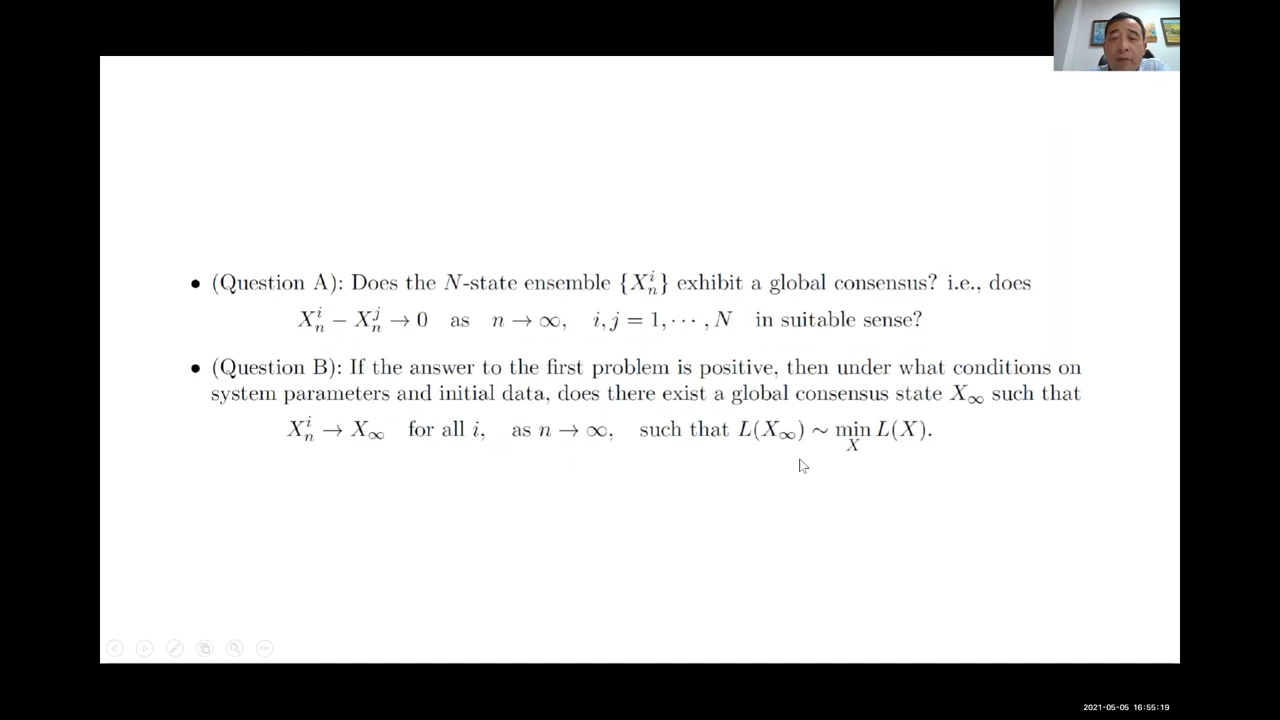 • (Question A): Does the N-state ensemble {X_n^i} exhibit a global consensus? i.e., does
X_n^i − X_n^j → 0 as n → ∞, i, j = 1, ⋯ , N in suitable sense?
• (Question B): If the answer to the first problem is positive, then under what conditions on
system parameters and initial data, does there exist a global consensus state X_∞ such that
X_n^i → X_∞ for all i, as n → ∞, such that L(X_∞) ∼ min_X L(X).
2021-05-05 16:55:19